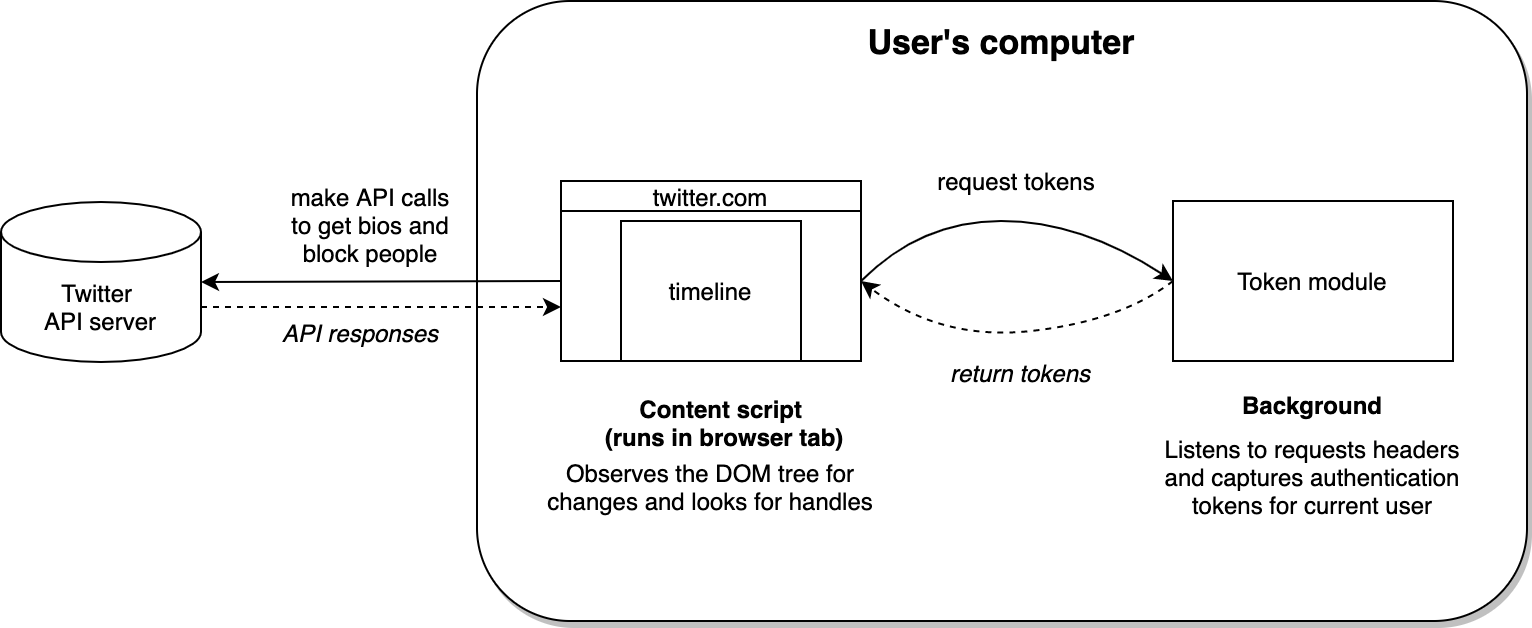 User's computer
make API calls
to get bios and
block people
Twitter
API server
API responses
twitter.com
timeline
Content script
(runs in browser tab)
Observes the DOM tree for
changes and looks for handles
request tokens
return tokens
Token module
Background
Listens to requests headers
and captures authentication
tokens for current user